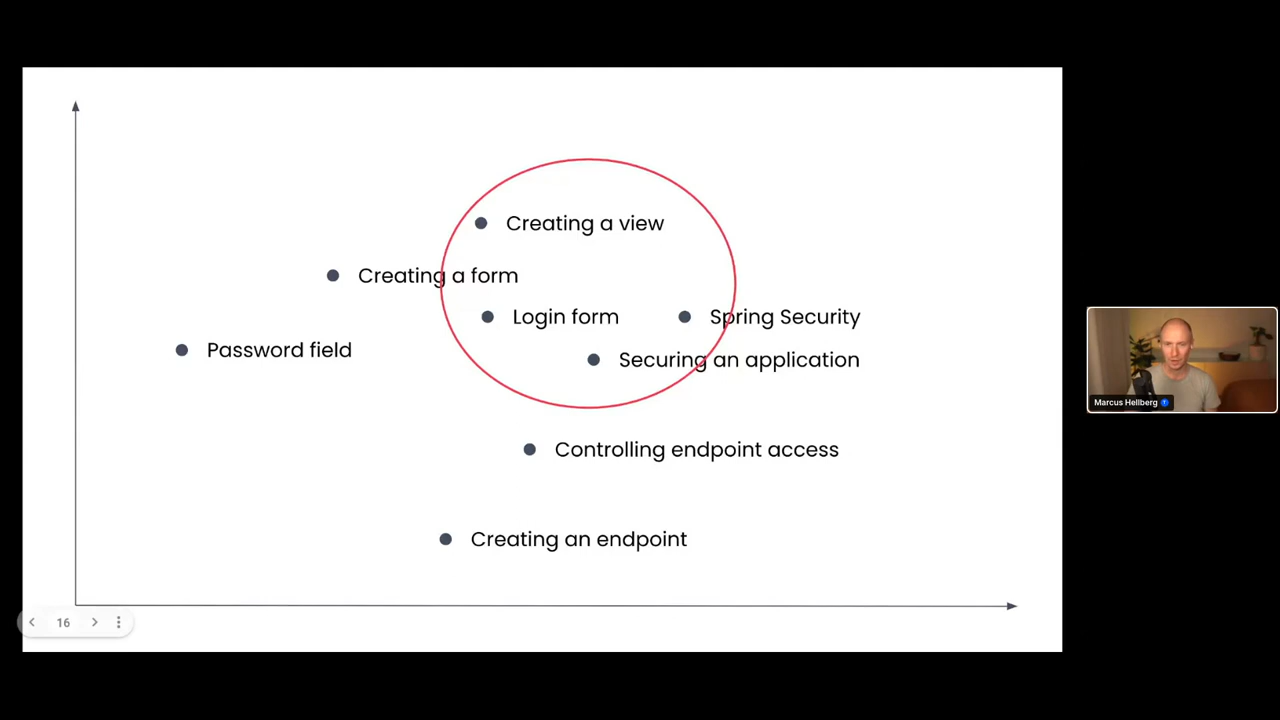 Creating a view
Creating a form
Login form
Spring Security
Password field
Securing an application
Controlling endpoint access
Creating an endpoint
16
Marcus Hellberg